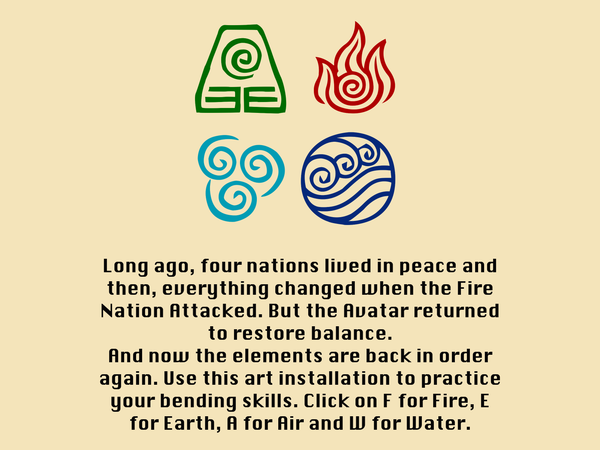 Long ago, four nations lived in peace and
then, everything changed when the Fire
Nation Attacked. But the Avatar returned
to restore balance.
And now the elements are back in order
again. Use this art installation to practice
your bending skills. Click on F for Fire, E
for Earth, A for Air and W for Water.